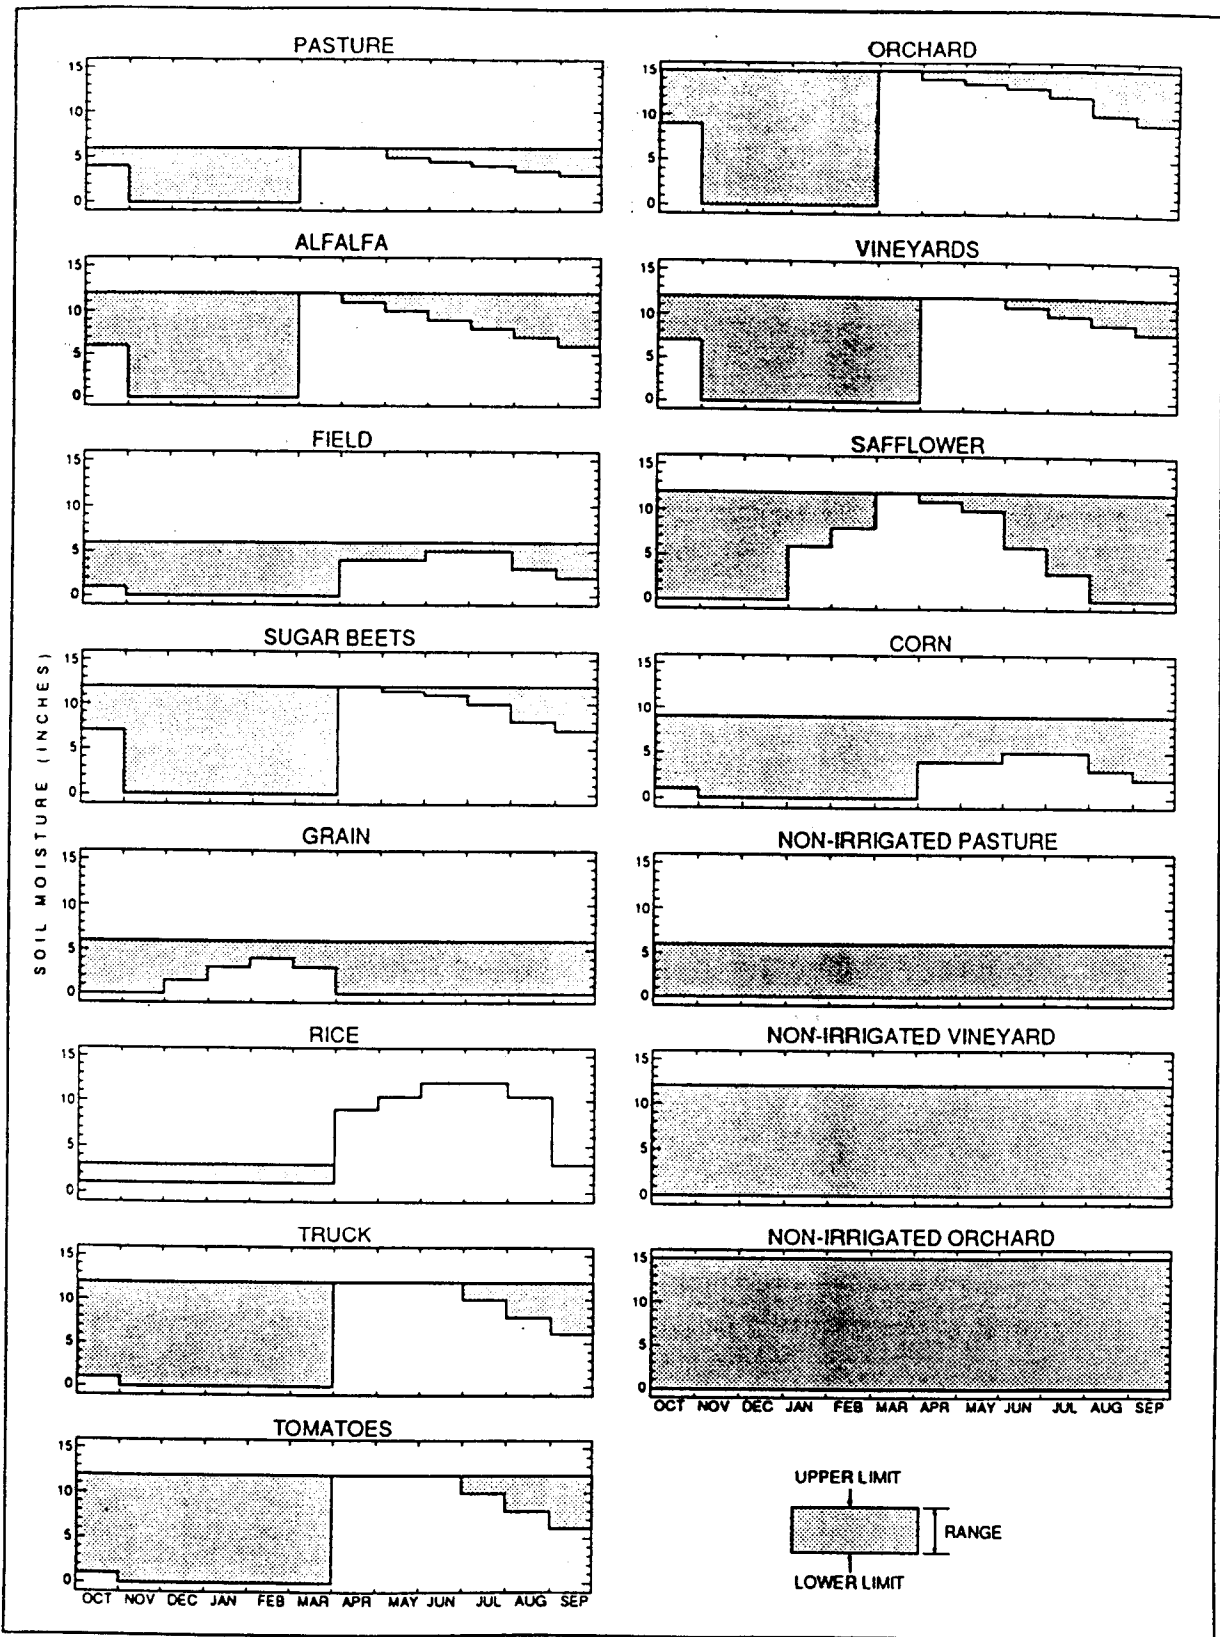 PASTURE
15
10
5
0
ORCHARD
15
10
5
0
ALFALFA
15
10
5
0
VINEYARDS
15
10
5
0
FIELD
15
10
5
0
SAFFLOWER
15
10
5
0
SUGAR BEETS
15
10
5
0
CORN
15
10
5
0
SOIL MOISTURE (INCHES)
GRAIN
15
10
5
0
NON-IRRIGATED PASTURE
15
10
5
0
RICE
15
10
5
0
NON-IRRIGATED VINEYARD
15
10
5
0
TRUCK
15
10
5
0
NON-IRRIGATED ORCHARD
15
10
5
0
OCT NOV DEC JAN FEB MAR APR MAY JUN JUL AUG SEP
TOMATOES
15
10
5
0
OCT NOV DEC JAN FEB MAR APR MAY JUN JUL AUG SEP
UPPER LIMIT
RANGE
LOWER LIMIT